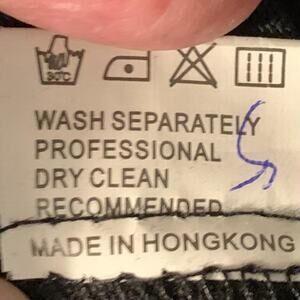 30°C
WASH SEPARATELY
PROFESSIONAL
DRY CLEAN
RECOMMENDED
MADE IN HONGKONG